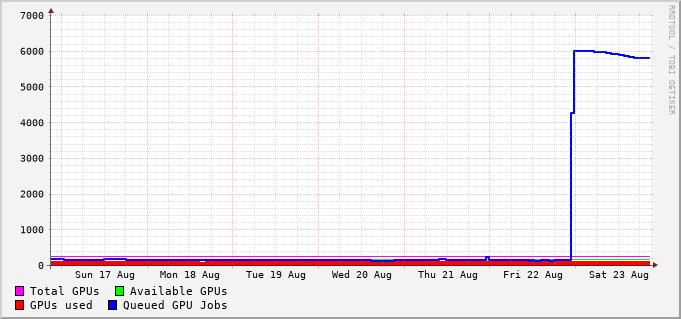 7000
6000
5000
4000
3000
2000
1000
0
Sun 17 Aug Mon 18 Aug Tue 19 Aug Wed 20 Aug Thu 21 Aug Fri 22 Aug Sat 23 Aug
Total GPUs Available GPUs
GPUs used Queued GPU Jobs
RRDTOOL / TOBI OETIKER